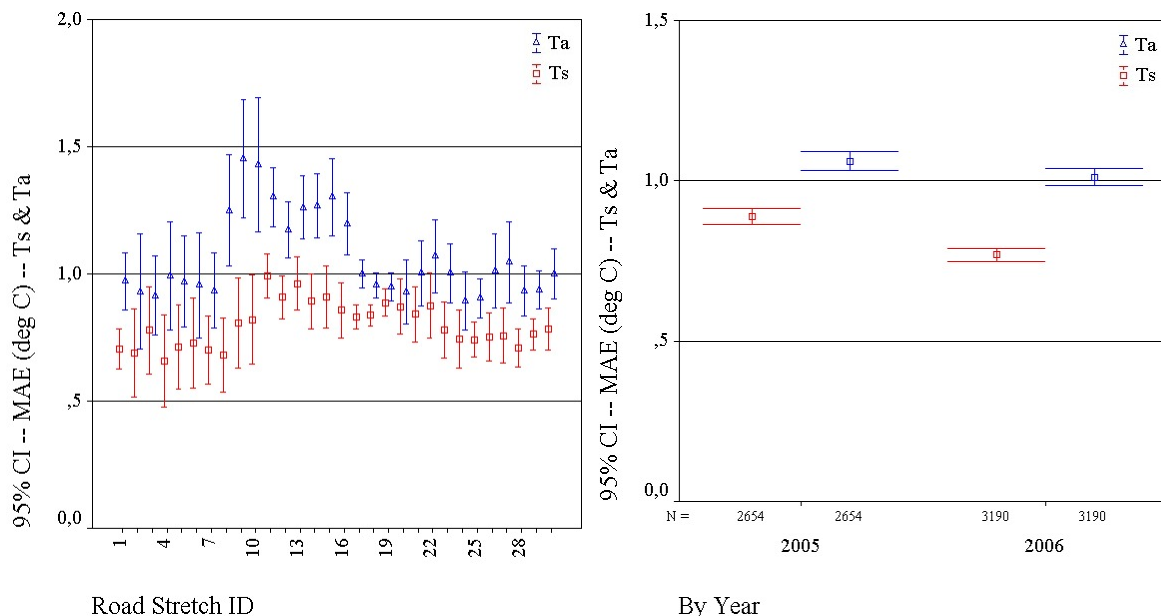 95% CI -- MAE (deg C) -- Ts & Ta
2,0
1,5
1,0
,5
0,0
Ta
Ts
1
4
7
10
13
16
19
22
25
28
Road Stretch ID
95% CI -- MAE (deg C) -- Ts & Ta
1,5
1,0
,5
0,0
Ta
Ts
N = 2654 2654 3190 3190
2005 2006
By Year